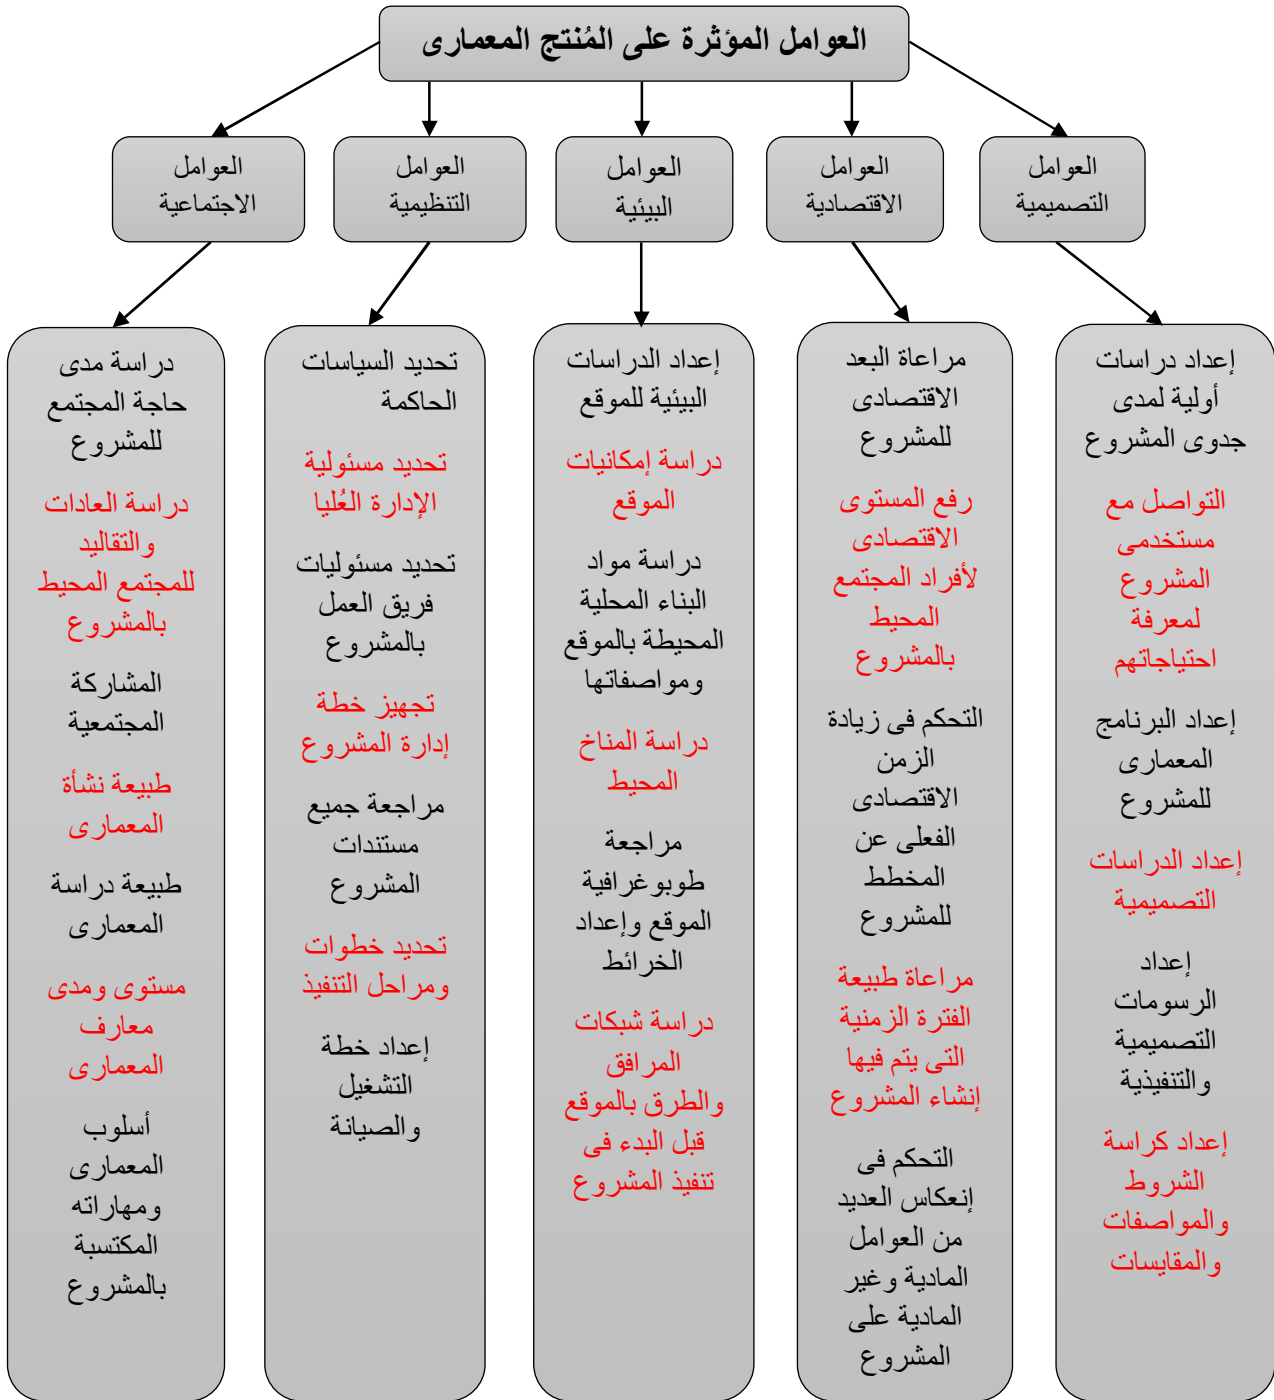 العوامل المؤثرة على المُنتج المعمارى
العوامل
التصميمية
العوامل
الاقتصادية
العوامل
البيئية
العوامل
التنظيمية
العوامل
الاجتماعية
إعداد دراسات
أولية لمدى
جدوى المشروع
التواصل مع
مستخدمى
المشروع
لمعرفة
احتياجاتهم
إعداد البرنامج
المعمارى
للمشروع
إعداد الدراسات
التصميمية
إعداد
الرسومات
التصميمية
والتنفيذية
إعداد كراسة
الشروط
والمواصفات
والمقايسات
مراعاة البعد
الاقتصادى
للمشروع
رفع المستوى
الاقتصادى
لأفراد المجتمع
المحيط
بالمشروع
التحكم فى زيادة
الزمن
الاقتصادى
الفعلى عن
المخطط
للمشروع
مراعاة طبيعة
الفترة الزمنية
التى يتم فيها
إنشاء المشروع
التحكم فى
إنعكاس العديد
من العوامل
المادية وغير
المادية على
المشروع
إعداد الدراسات
البيئية للموقع
دراسة إمكانيات
الموقع
دراسة مواد
البناء المحلية
المحيطة بالموقع
ومواصفاتها
دراسة المناخ
المحيط
مراجعة
طوبوغرافية
الموقع وإعداد
الخرائط
دراسة شبكات
المرافق
والطرق بالموقع
قبل البدء فى
تنفيذ المشروع
تحديد السياسات
الحاكمة
تحديد مسئولية
الإدارة العُليا
تحديد مسئوليات
فريق العمل
بالمشروع
تجهيز خطة
إدارة المشروع
مراجعة جميع
مستندات
المشروع
تحديد خطوات
ومراحل التنفيذ
إعداد خطة
التشغيل
والصيانة
دراسة مدى
حاجة المجتمع
للمشروع
دراسة العادات
والتقاليد
للمجتمع المحيط
بالمشروع
المشاركة
المجتمعية
طبيعة نشأة
المعمارى
طبيعة دراسة
المعمارى
مستوى ومدى
معارف
المعمارى
أسلوب
المعمارى
ومهاراته
المكتسبة
بالمشروع